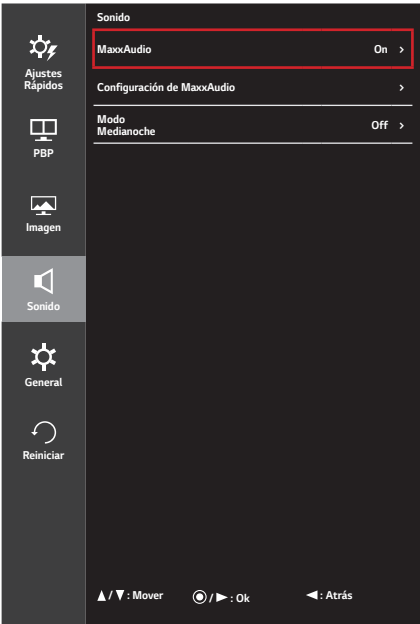 Sonido
MaxxAudio On >
Ajustes
Rápidos
Configuración de MaxxAudio >
Modo
Medianoche Off >
PBP
Imagen
Sonido
General
Reiniciar
▲/▼: Mover ◉/►: Ok ◄: Atrás